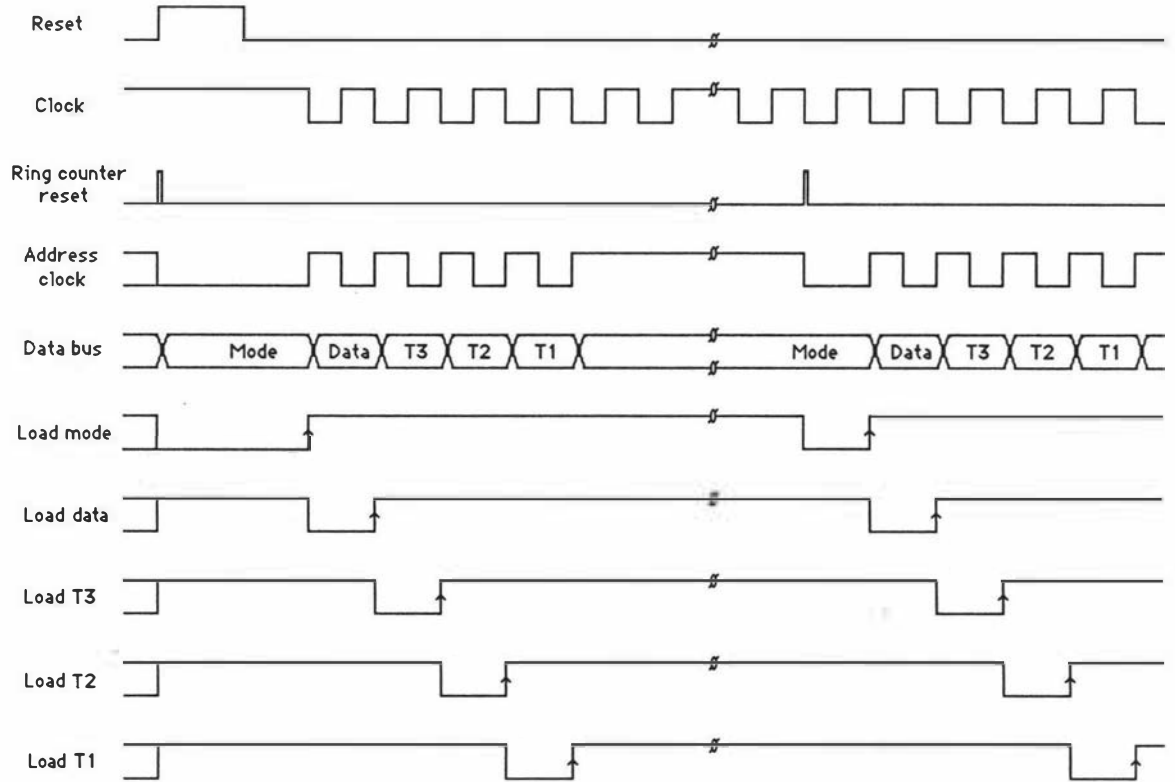 Reset
Clock
Ring counter
reset
Address
clock
Data bus
Mode Data T3 T2 T1 Mode Data T3 T2 T1
Load mode
Load data
Load T3
Load T2
Load T1